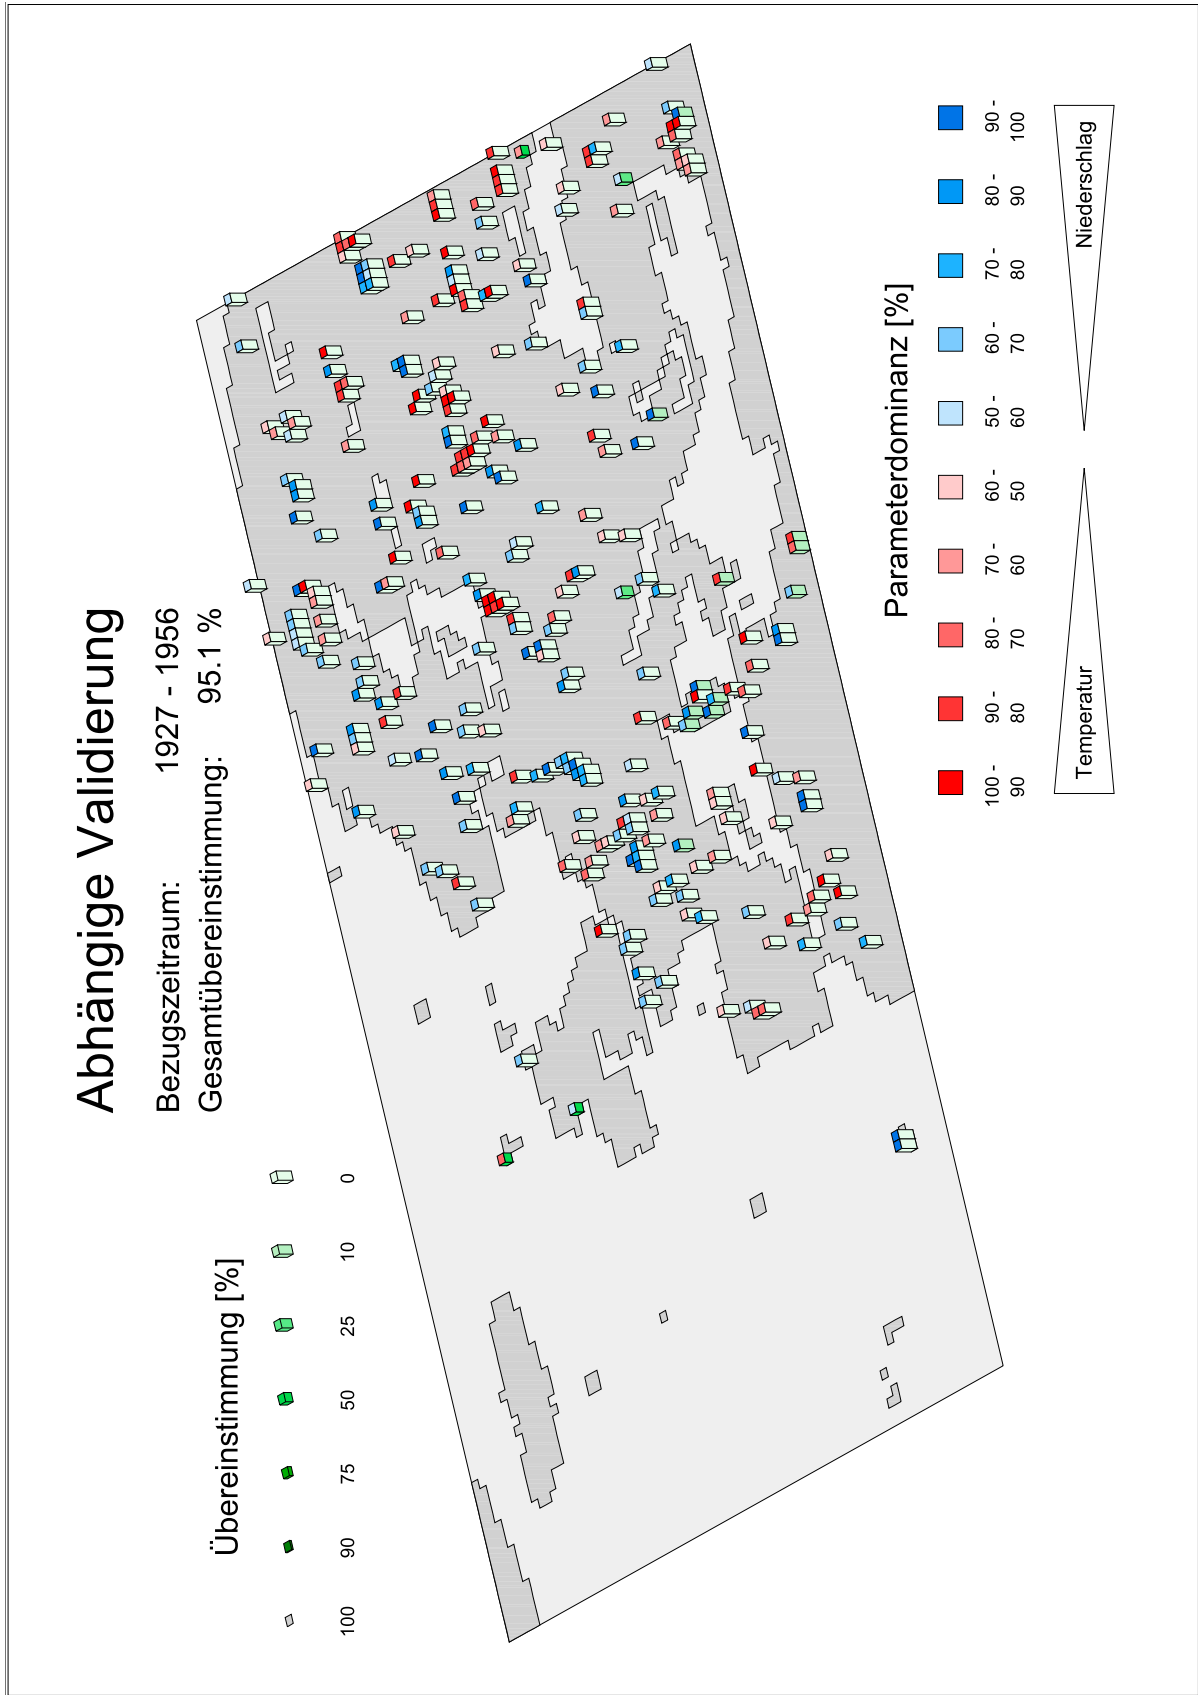 Abhängige Validierung
Bezugszeitraum: 1927 - 1956
Gesamtübereinstimmung: 95.1 %
Übereinstimmung [%]
100 90 75 50 25 10 0
Parameterdominanz [%]
100 - 90 - 80 - 70 - 60 - 50 - 60 - 70 - 80 - 90 -
90 80 70 60 50 60 70 80 90 100
Temperatur Niederschlag